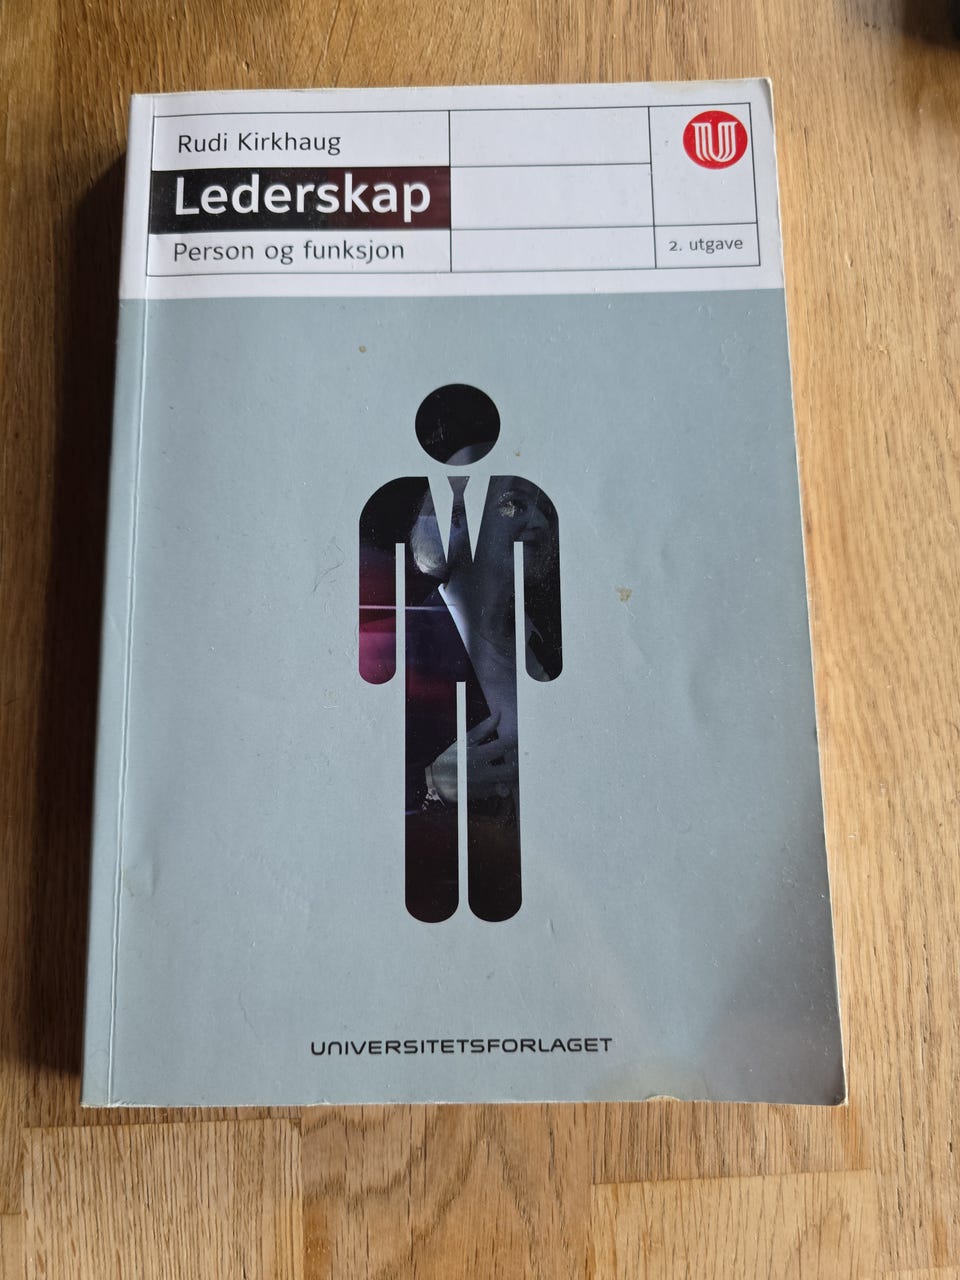 Rudi Kirkhaug
Lederskap
Person og funksjon
2. utgave
UNIVERSITETSFORLAGET